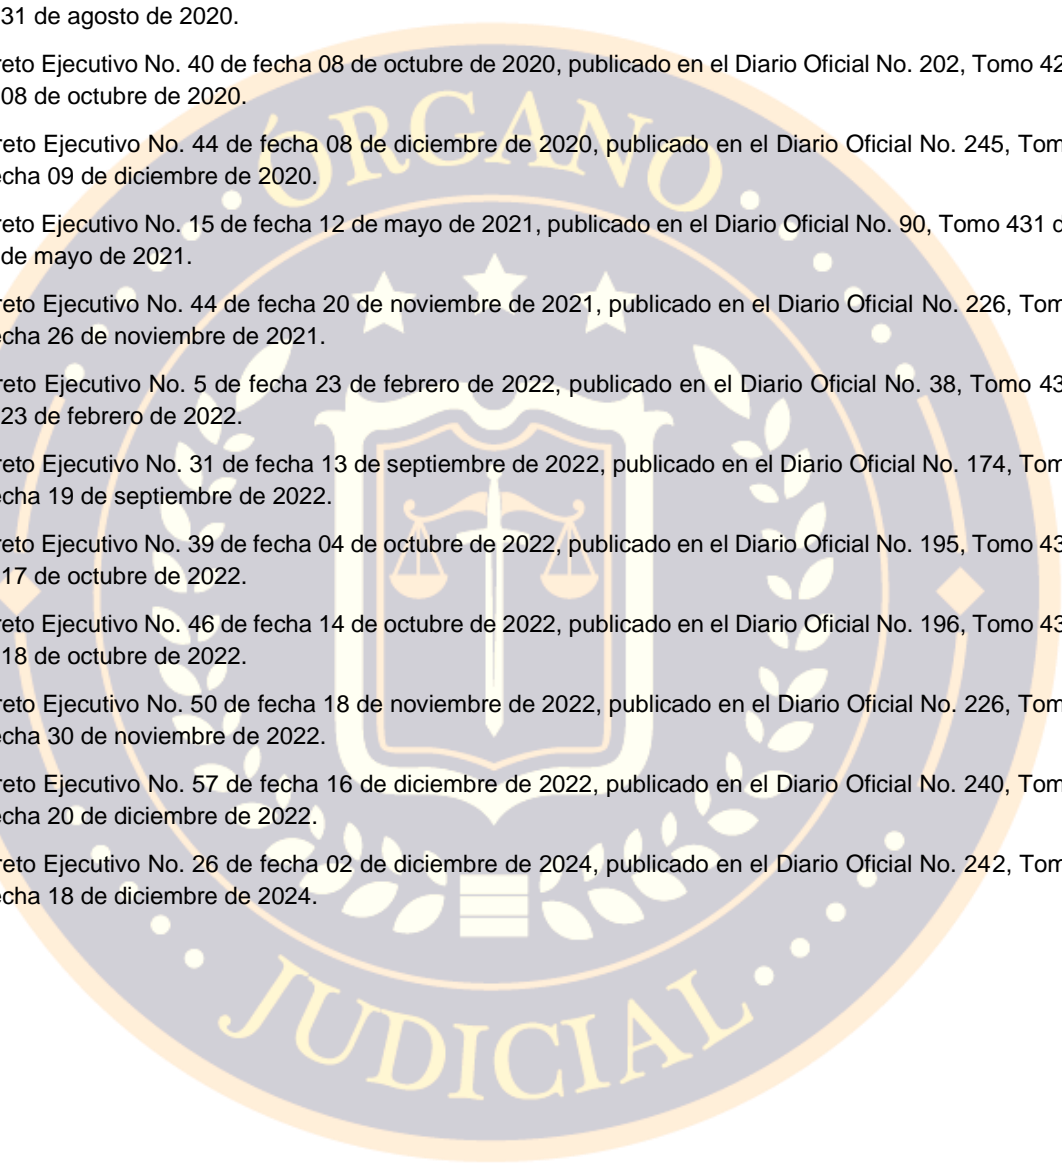 31 de agosto de 2020.
reto Ejecutivo No. 40 de fecha 08 de octubre de 2020, publicado en el Diario Oficial No. 202, Tomo 42
08 de octubre de 2020.
reto Ejecutivo No. 44 de fecha 08 de diciembre de 2020, publicado en el Diario Oficial No. 245, Tom
echa 09 de diciembre de 2020.
reto Ejecutivo No. 15 de fecha 12 de mayo de 2021, publicado en el Diario Oficial No. 90, Tomo 431 d
de mayo de 2021.
reto Ejecutivo No. 44 de fecha 20 de noviembre de 2021, publicado en el Diario Oficial No. 226, Tom
echa 26 de noviembre de 2021.
reto Ejecutivo No. 5 de fecha 23 de febrero de 2022, publicado en el Diario Oficial No. 38, Tomo 43
23 de febrero de 2022.
reto Ejecutivo No. 31 de fecha 13 de septiembre de 2022, publicado en el Diario Oficial No. 174, Tom
echa 19 de septiembre de 2022.
reto Ejecutivo No. 39 de fecha 04 de octubre de 2022, publicado en el Diario Oficial No. 195, Tomo 43
17 de octubre de 2022.
reto Ejecutivo No. 46 de fecha 14 de octubre de 2022, publicado en el Diario Oficial No. 196, Tomo 43
18 de octubre de 2022.
reto Ejecutivo No. 50 de fecha 18 de noviembre de 2022, publicado en el Diario Oficial No. 226, Tom
echa 30 de noviembre de 2022.
reto Ejecutivo No. 57 de fecha 16 de diciembre de 2022, publicado en el Diario Oficial No. 240, Tom
echa 20 de diciembre de 2022.
reto Ejecutivo No. 26 de fecha 02 de diciembre de 2024, publicado en el Diario Oficial No. 242, Tom
echa 18 de diciembre de 2024.
ÓRGANO
JUDICIAL